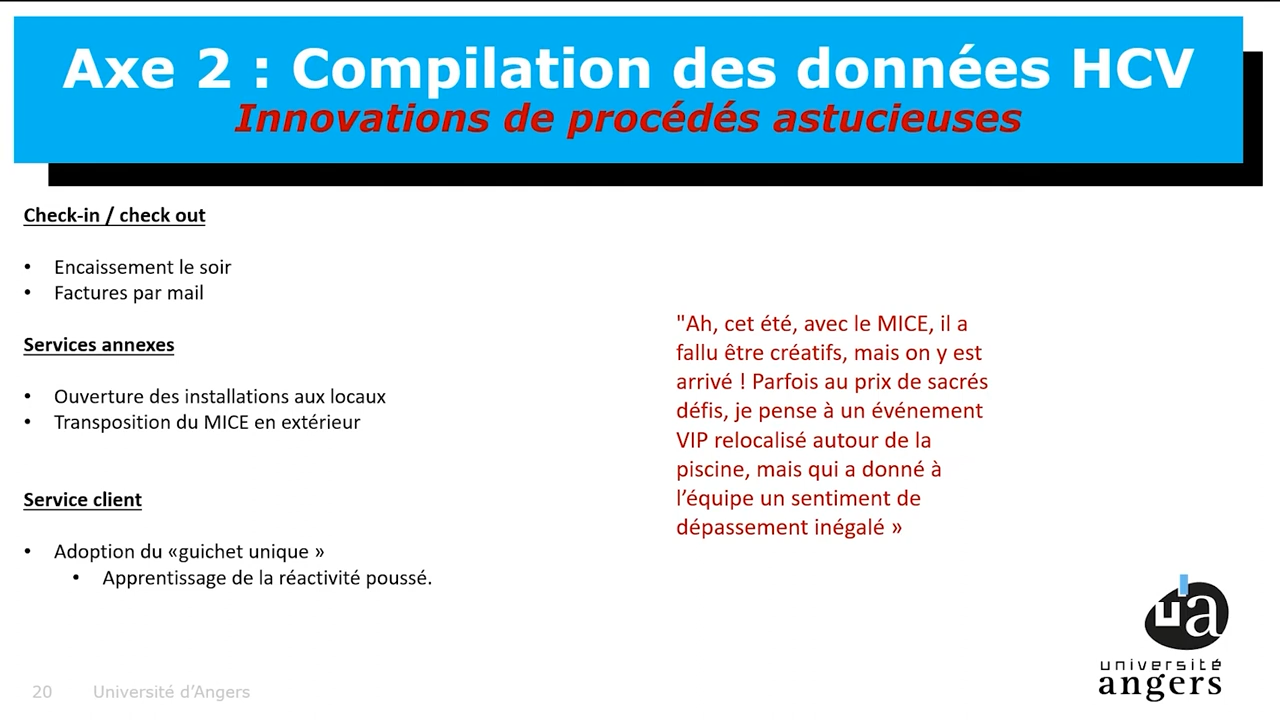 Axe 2 : Compilation des données HCV
Innovations de procédés astucieuses
Check-in / check out
• Encaissement le soir
• Factures par mail
Services annexes
• Ouverture des installations aux locaux
• Transposition du MICE en extérieur
Service client
• Adoption du «guichet unique »
• Apprentissage de la réactivité poussé.
"Ah, cet été, avec le MICE, il a
fallu être créatifs, mais on y est
arrivé ! Parfois au prix de sacrés
défis, je pense à un événement
VIP relocalisé autour de la
piscine, mais qui a donné à
l’équipe un sentiment de
dépassement inégalé »
ua
université
angers
20 Université d’Angers